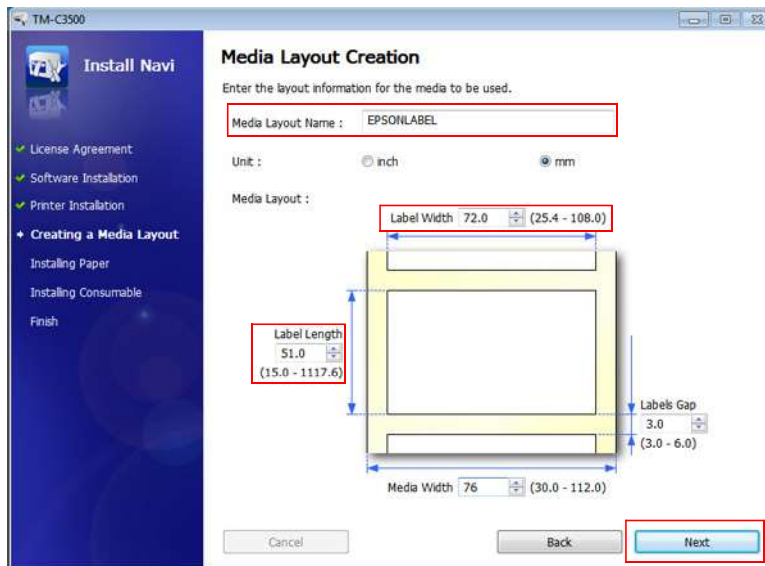 TM-C3500
Install Navi
License Agreement
Software Installation
Printer Installation
Creating a Media Layout
Installing Paper
Installing Consumable
Finish
Media Layout Creation
Enter the layout information for the media to be used.
Media Layout Name : EPSONLABEL
Unit : inch mm
Media Layout :
Label Width 72.0 (25.4 - 108.0)
Label Length
51.0
(15.0 - 1117.6)
Labels Gap
3.0
(3.0 - 6.0)
Media Width 76 (30.0 - 112.0)
Cancel Back Next